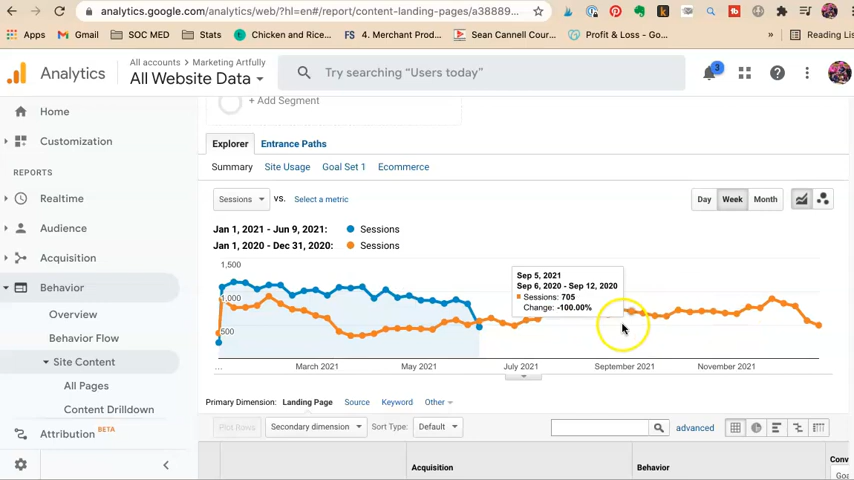 analytics.google.com/analytics/web/?hl=en#/report/content-landing-pages/a38889...
Apps
Gmail
SOC MED
Stats
Chicken and Rice...
FS 4. Merchant Prod...
Sean Cannell Cour...
Profit & Loss - Go...
Reading List
Analytics
All accounts > Marketing Artfully
All Website Data
Try searching “Users today”
3
+ Add Segment
Home
Customization
REPORTS
Realtime
Audience
Acquisition
Behavior
Overview
Behavior Flow
Site Content
All Pages
Content Drilldown
Attribution BETA
Explorer
Entrance Paths
Summary
Site Usage
Goal Set 1
Ecommerce
Sessions
VS.
Select a metric
Day
Week
Month
Jan 1, 2021 - Jun 9, 2021:
Sessions
Jan 1, 2020 - Dec 31, 2020:
Sessions
1,500
1,000
500
Sep 5, 2021
Sep 6, 2020 - Sep 12, 2020
Sessions: 705
Change: -100.00%
...
March 2021
May 2021
July 2021
September 2021
November 2021
Primary Dimension:
Landing Page
Source
Keyword
Other
Plot Rows
Secondary dimension
Sort Type:
Default
advanced
Acquisition
Behavior
Conv
Goa